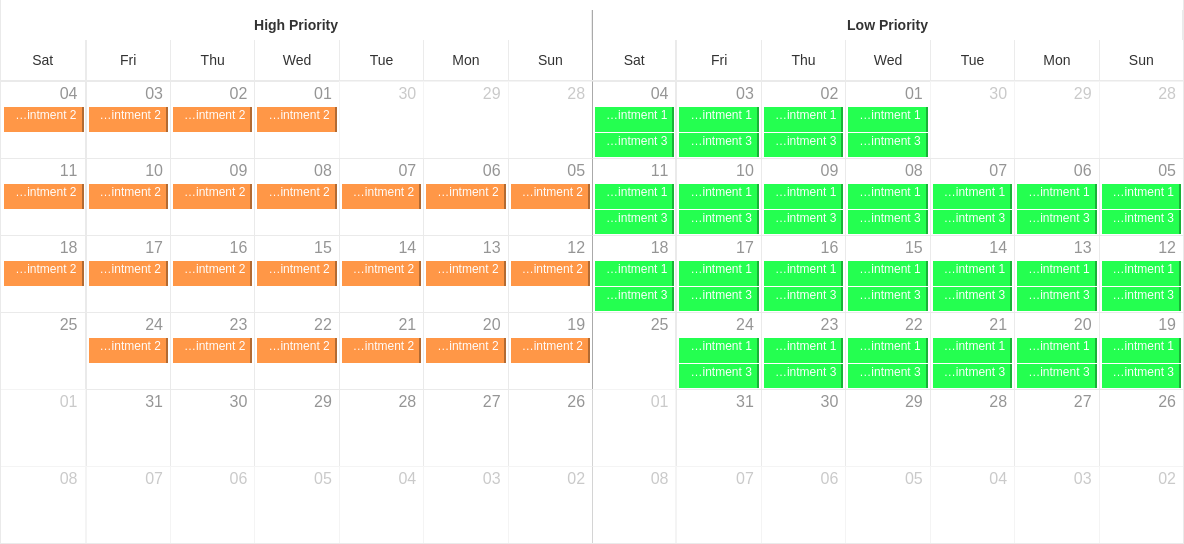 High Priority Low Priority
Sat Fri Thu Wed Tue Mon Sun Sat Fri Thu Wed Tue Mon Sun
04 03 02 01 30 29 28 04 03 02 01 30 29 28
…intment 2 …intment 2 …intment 2 …intment 2 …intment 1 …intment 1 …intment 1 …intment 1
…intment 3 …intment 3 …intment 3 …intment 3
11 10 09 08 07 06 05 11 10 09 08 07 06 05
…intment 2 …intment 2 …intment 2 …intment 2 …intment 2 …intment 2 …intment 2 …intment 1 …intment 1 …intment 1 …intment 1 …intment 1 …intment 1 …intment 1
…intment 3 …intment 3 …intment 3 …intment 3 …intment 3 …intment 3 …intment 3
18 17 16 15 14 13 12 18 17 16 15 14 13 12
…intment 2 …intment 2 …intment 2 …intment 2 …intment 2 …intment 2 …intment 2 …intment 1 …intment 1 …intment 1 …intment 1 …intment 1 …intment 1 …intment 1
…intment 3 …intment 3 …intment 3 …intment 3 …intment 3 …intment 3 …intment 3
25 24 23 22 21 20 19 25 24 23 22 21 20 19
…intment 2 …intment 2 …intment 2 …intment 2 …intment 2 …intment 2 …intment 1 …intment 1 …intment 1 …intment 1 …intment 1 …intment 1
…intment 3 …intment 3 …intment 3 …intment 3 …intment 3 …intment 3
01 31 30 29 28 27 26 01 31 30 29 28 27 26
08 07 06 05 04 03 02 08 07 06 05 04 03 02